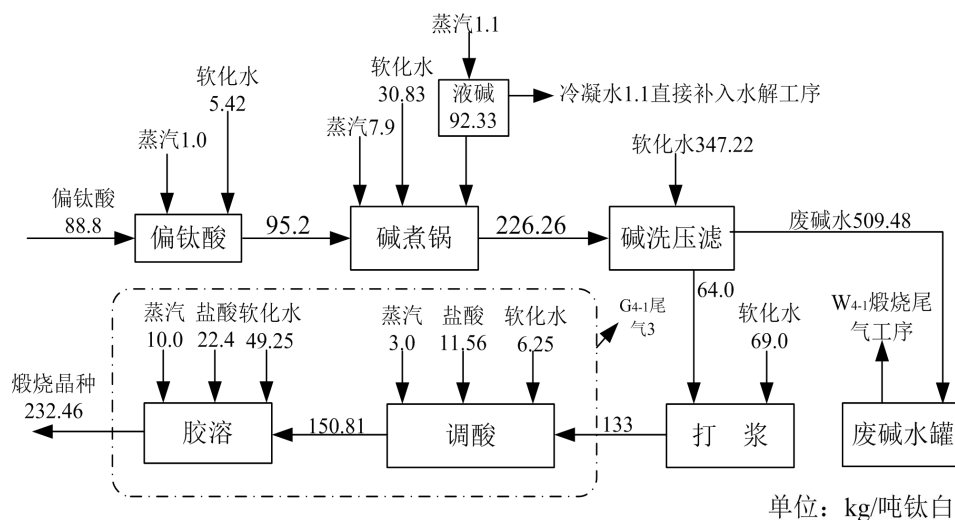 蒸汽1.1
软化水
5.42
软化水
30.83
液碱
92.33
冷凝水1.1直接补入水解工序
蒸汽1.0
蒸汽7.9
软化水347.22
偏钛酸
88.8
偏钛酸
95.2
碱煮锅
226.26
碱洗压滤
废碱水509.48
64.0
G4-1尾
气3
W4-1煅烧尾
气工序
蒸汽
10.0
盐酸
22.4
软化水
49.25
蒸汽
3.0
盐酸
11.56
软化水
6.25
软化水
69.0
煅烧晶种
232.46
胶溶
150.81
调酸
133
打 浆
废碱水罐
单位：kg/吨钛白